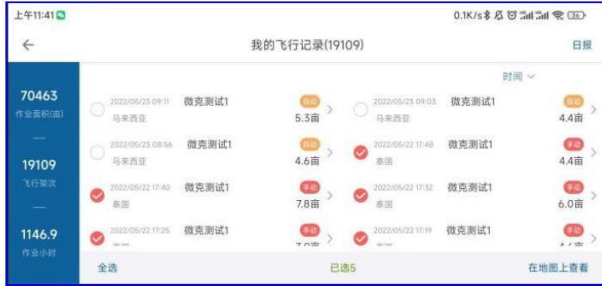 上午11:41 0.1K/s 36
我的飞行记录(19109) 日报
时间
70463
作业面积(亩)
19109
飞行架次
1146.9
作业小时
2022/05/23 09:11 微克测试1 自动
马来西亚 5.3亩
2022/05/23 09:03 微克测试1 自动
马来西亚 4.4亩
2022/05/23 08:56 微克测试1 自动
马来西亚 4.6亩
2022/05/22 17:48 微克测试1 手动
泰国 4.4亩
2022/05/22 17:40 微克测试1 手动
泰国 7.8亩
2022/05/22 17:32 微克测试1 手动
泰国 6.0亩
2022/05/22 17:25 微克测试1 手动
2022/05/22 17:19 微克测试1 手动
全选 已选5 在地图上查看